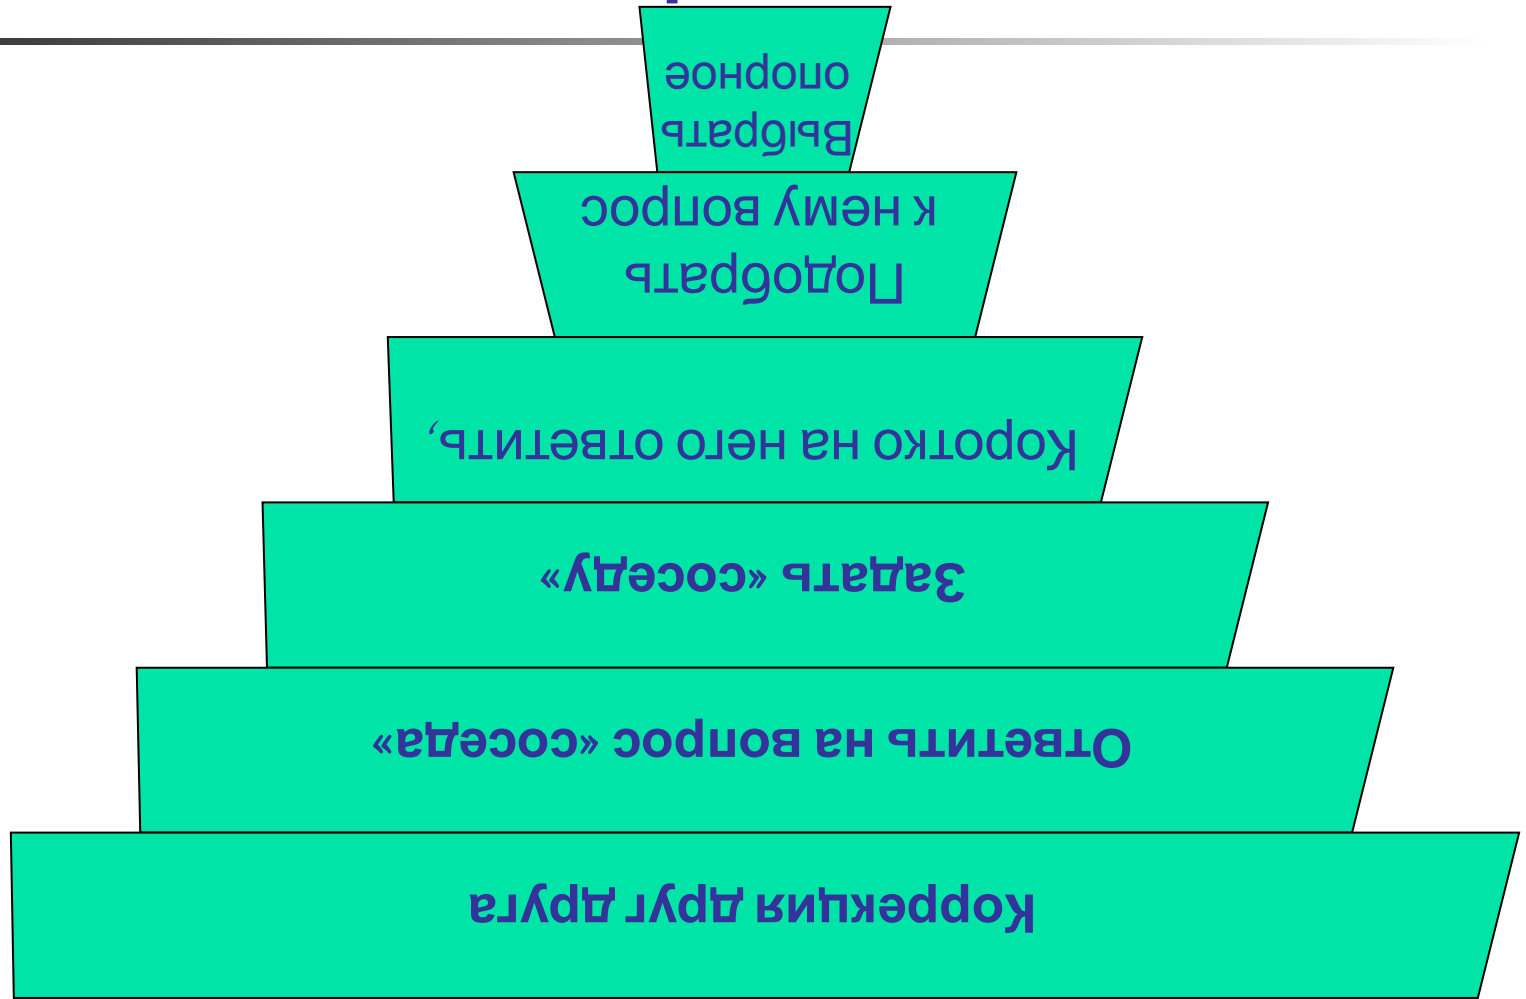 Выбрать
опорное
Подобрать
к нему вопрос
Коротко на него ответить,
Задать «соседу»
Ответить на вопрос «соседа»
Коррекция друг друга